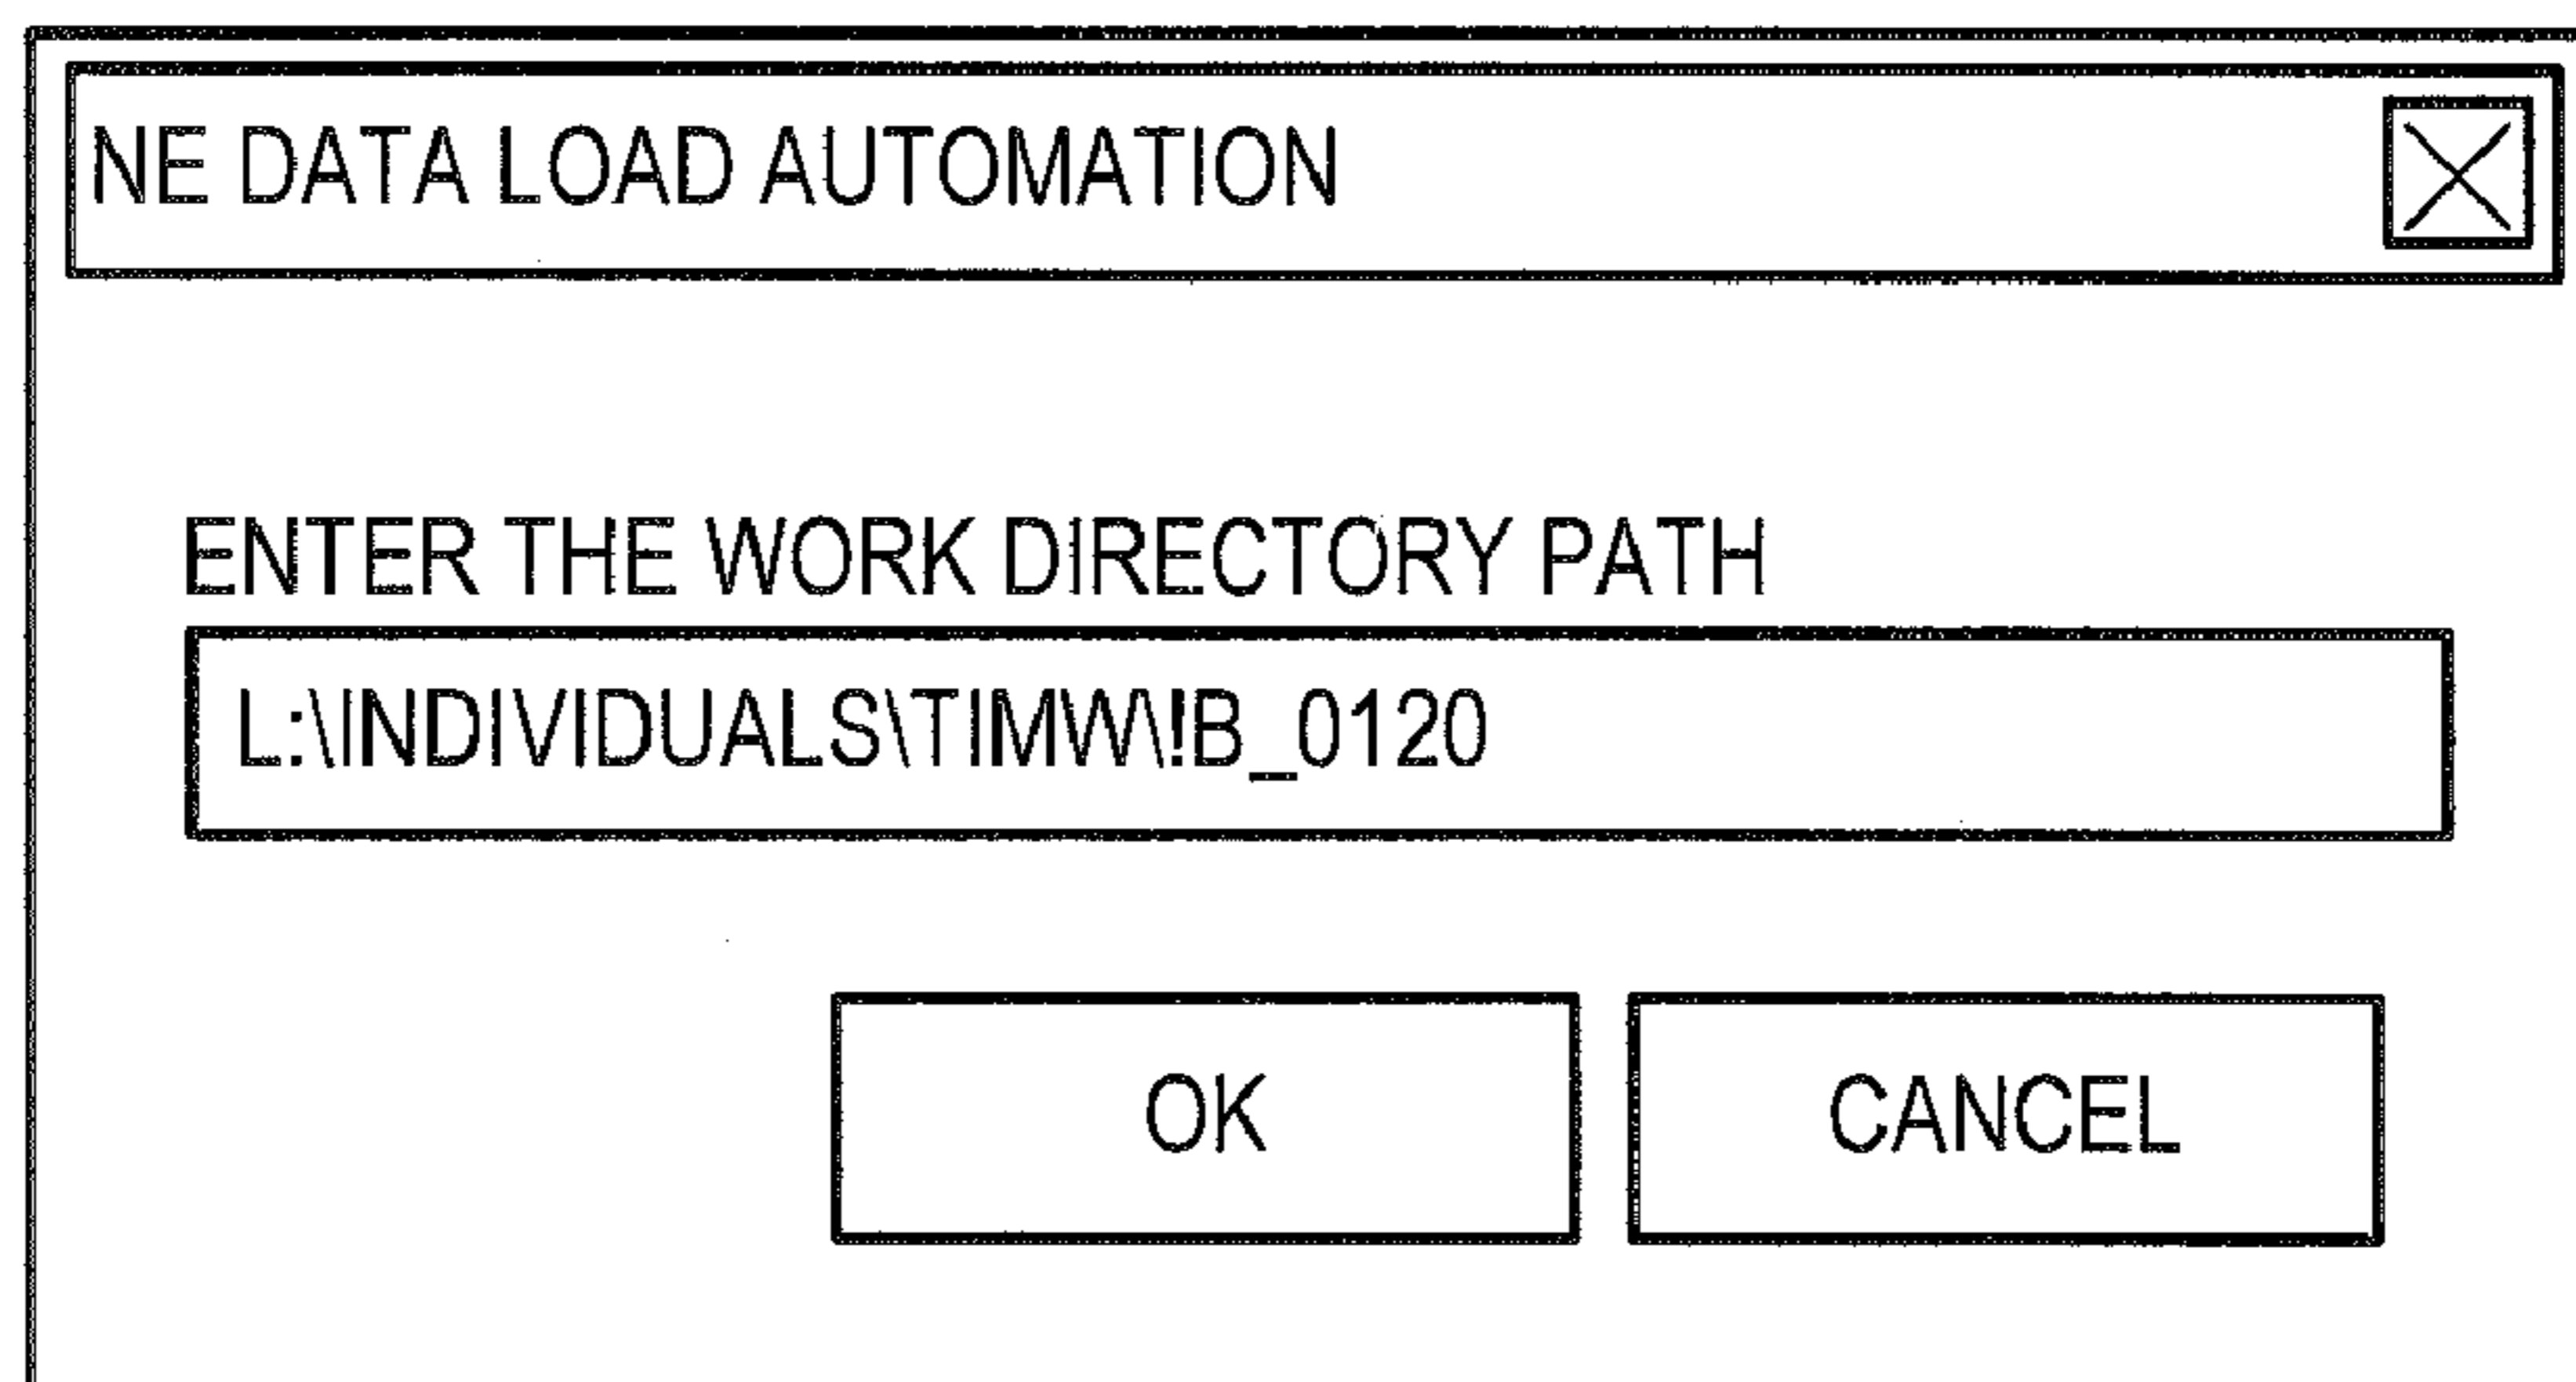 NE DATA LOAD AUTOMATION
ENTER THE WORK DIRECTORY PATH
L:\INDIVIDUALS\TIMW\!B_0120
OK
CANCEL